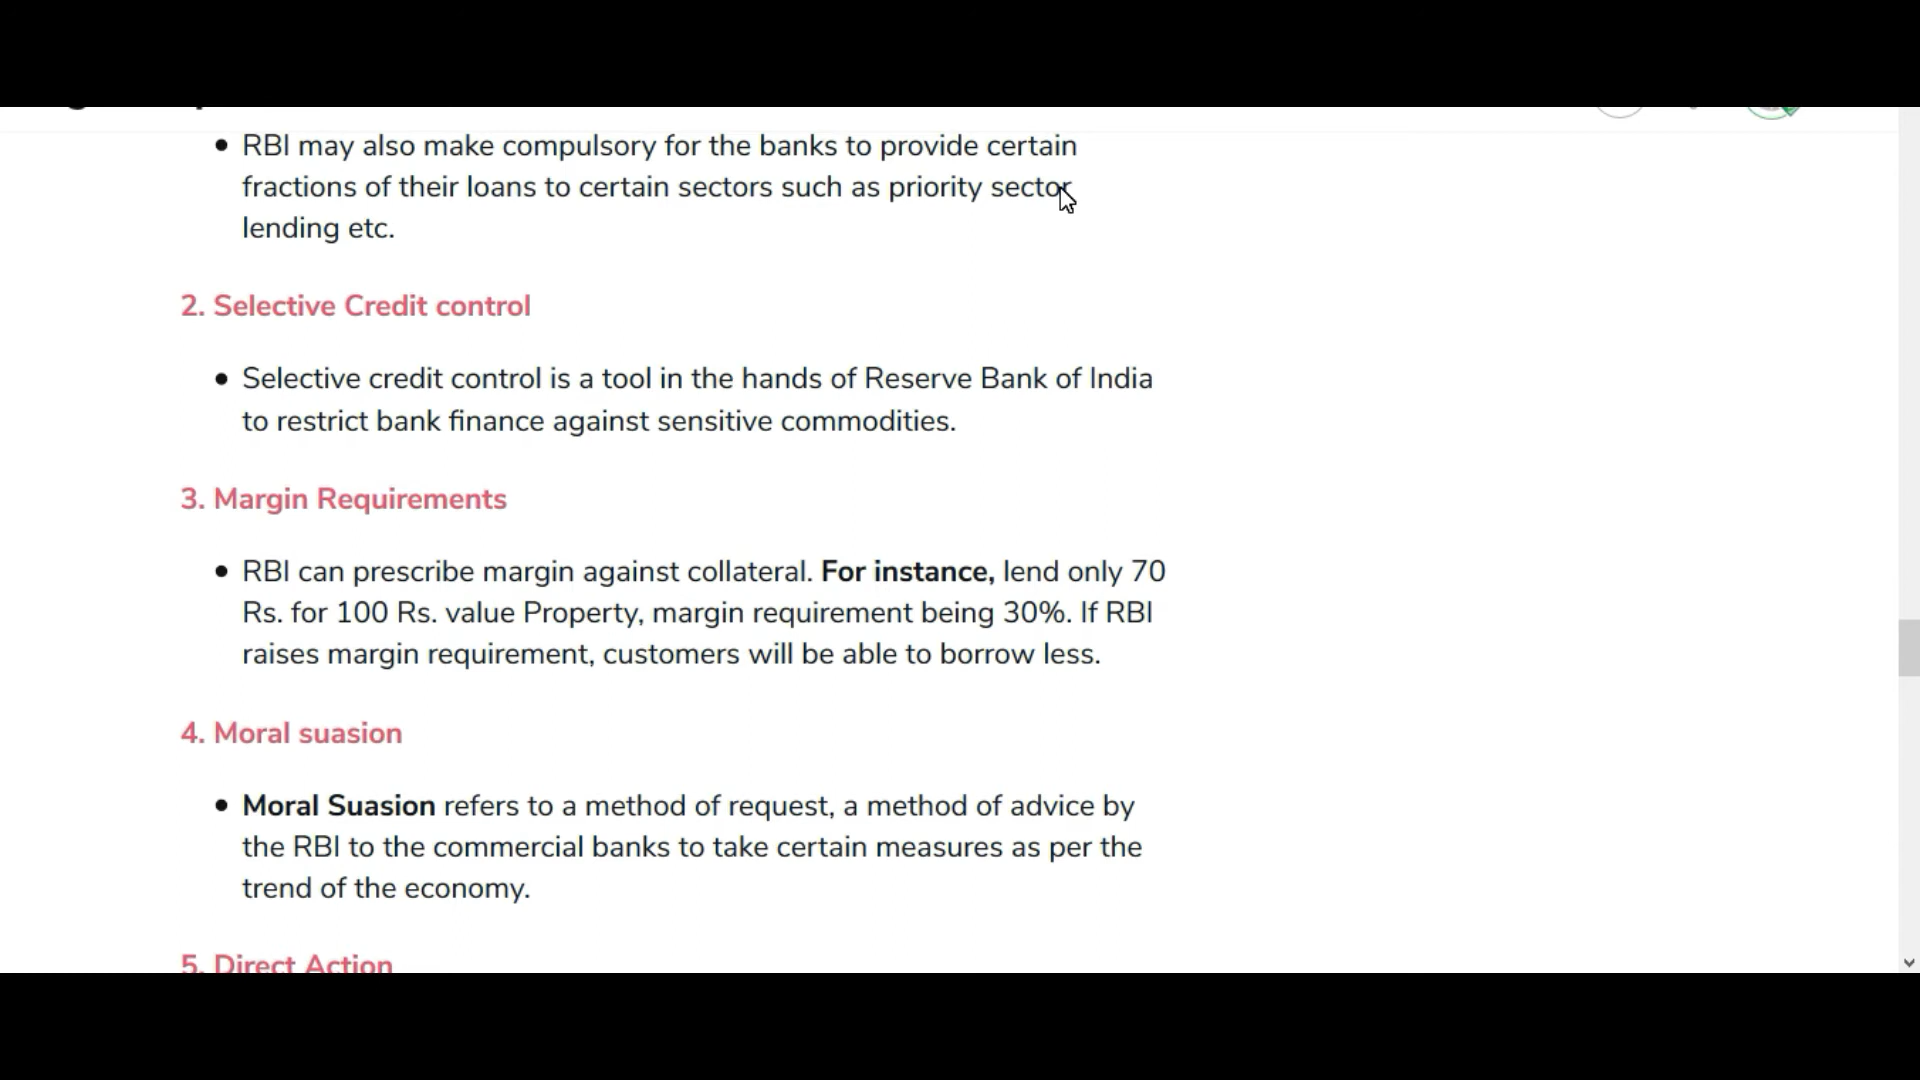 RBI may also make compulsory for the banks to provide certain
fractions of their loans to certain sectors such as priority sector
lending etc.
2. Selective Credit control
Selective credit control is a tool in the hands of Reserve Bank of India
to restrict bank finance against sensitive commodities.
3. Margin Requirements
RBI can prescribe margin against collateral. For instance, lend only 70
Rs. for 100 Rs. value Property, margin requirement being 30%. If RBI
raises margin requirement, customers will be able to borrow less.
4. Moral suasion
Moral Suasion refers to a method of request, a method of advice by
the RBI to the commercial banks to take certain measures as per the
trend of the economy.
5. Direct Action